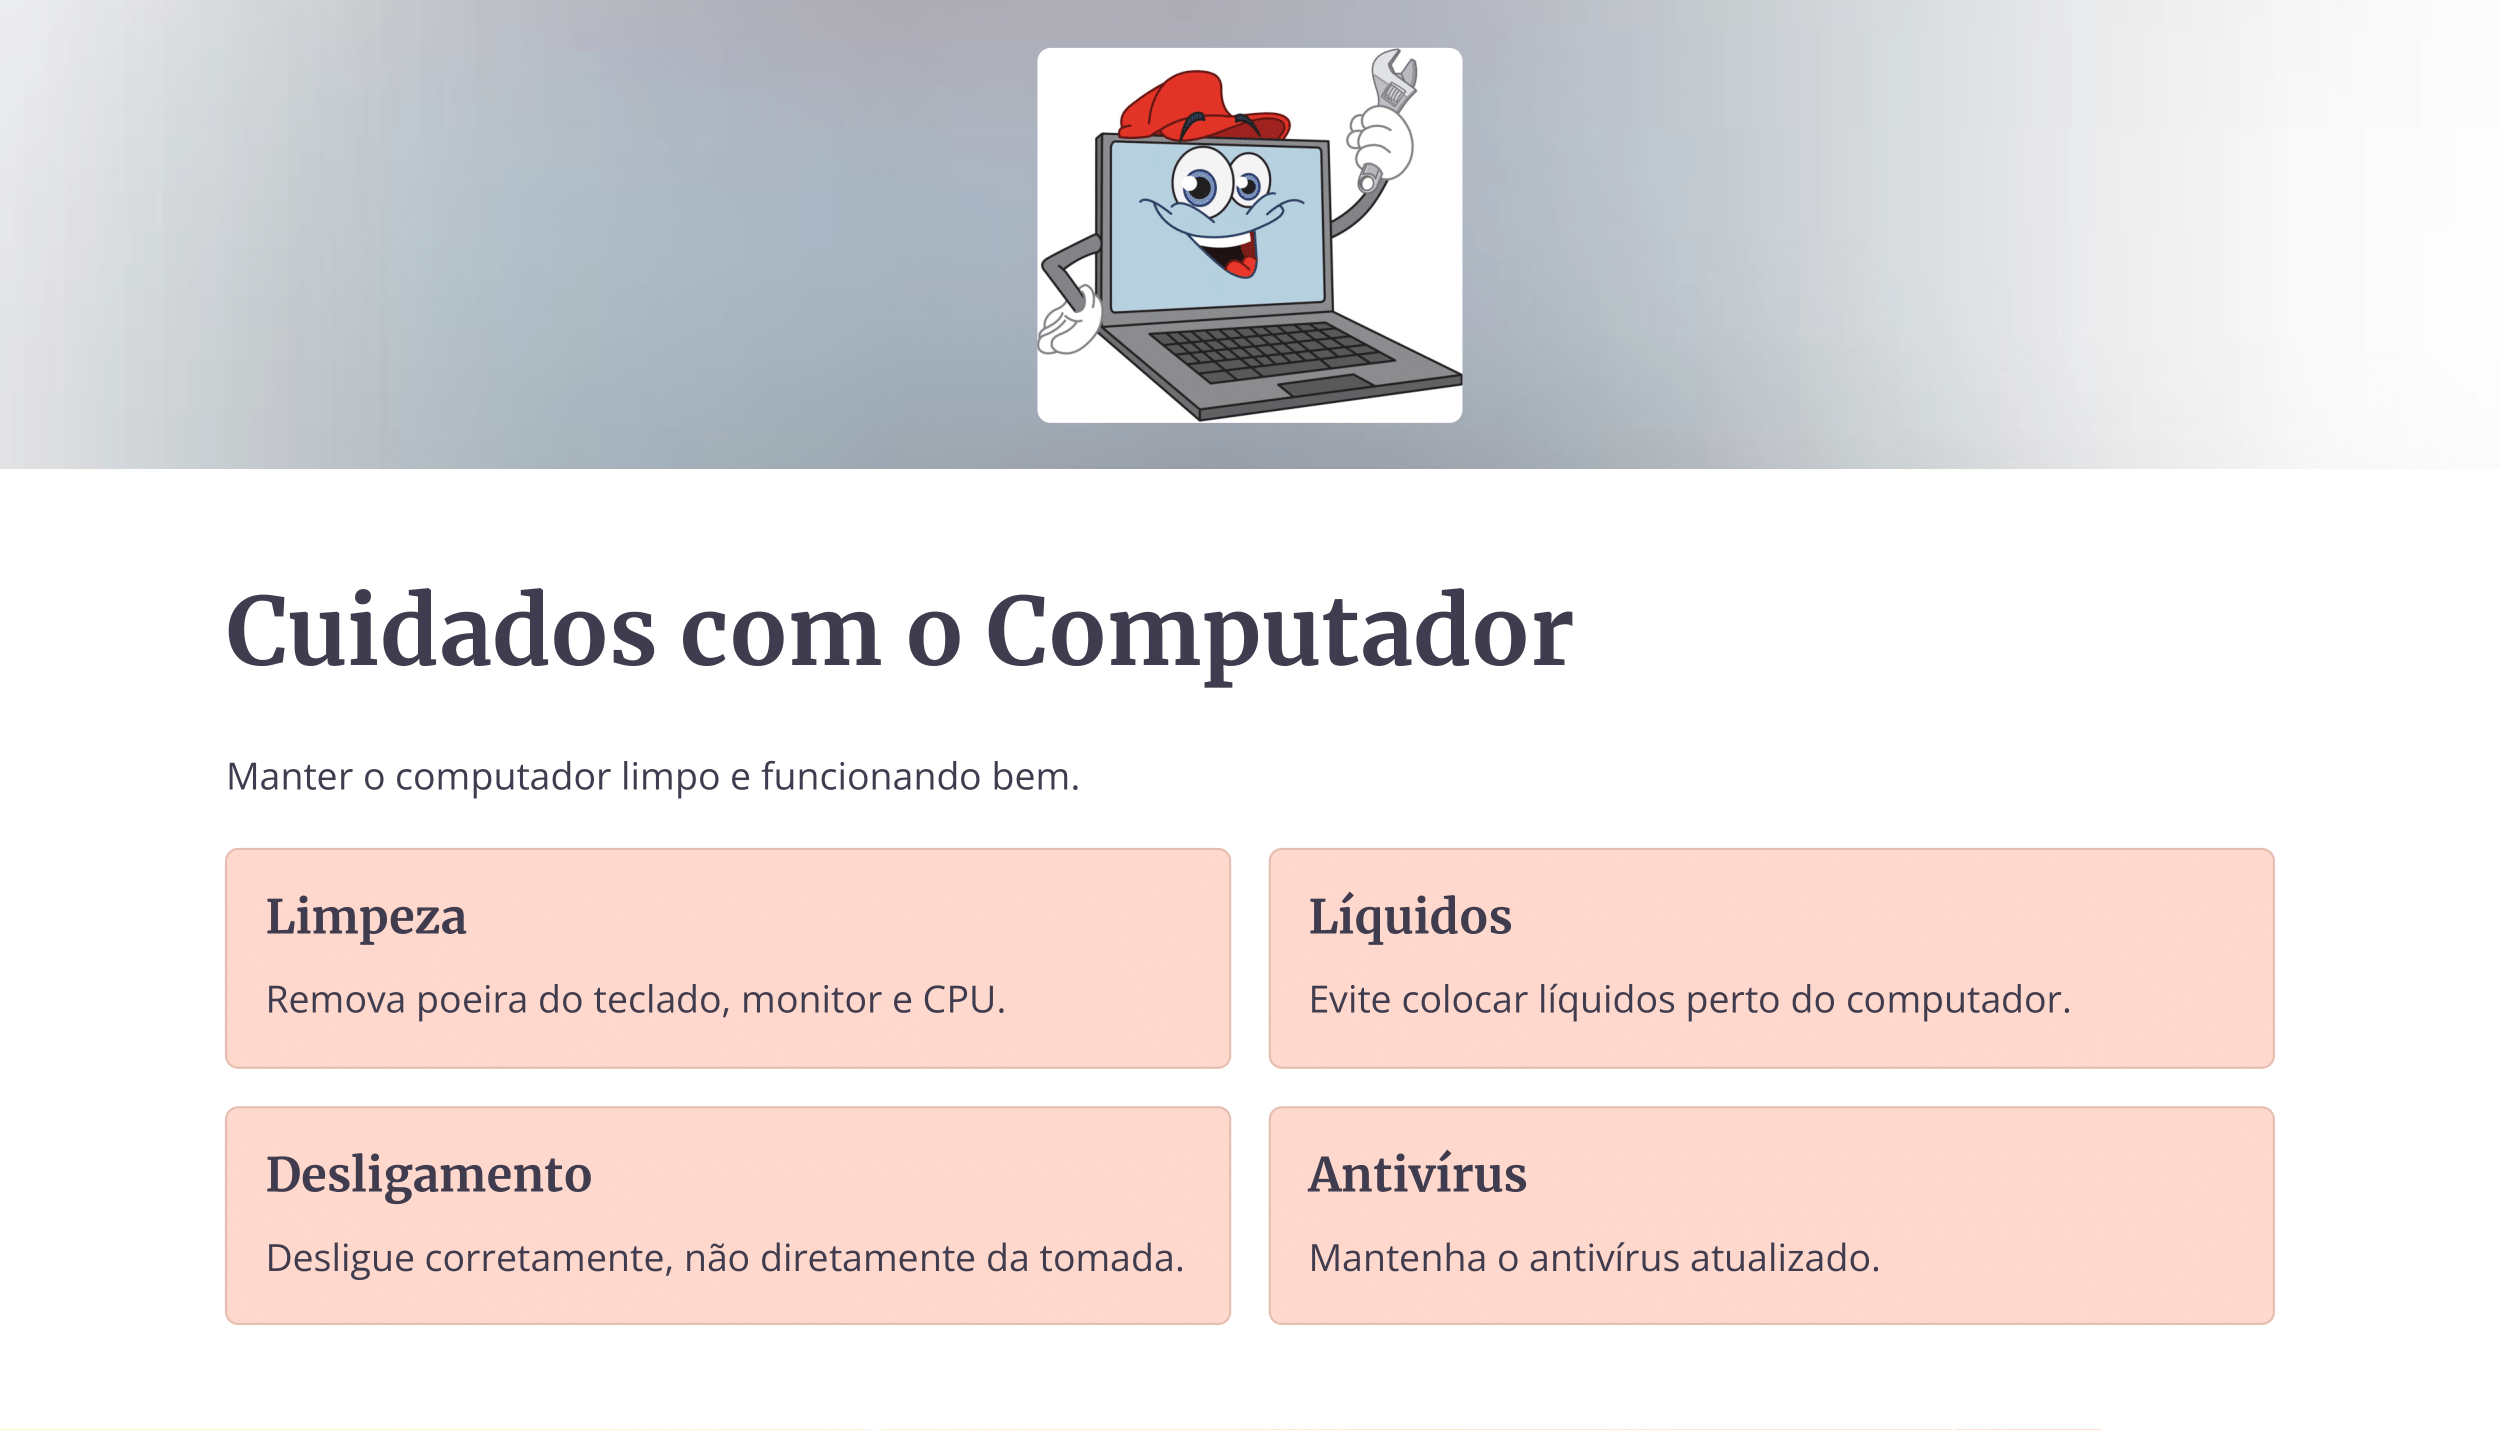 Cuidados com o Computador
Manter o computador limpo e funcionando bem.
Limpeza
Remova poeira do teclado, monitor e CPU.
Líquidos
Evite colocar líquidos perto do computador.
Desligamento
Desligue corretamente, não diretamente da tomada.
Antivírus
Mantenha o antivírus atualizado.